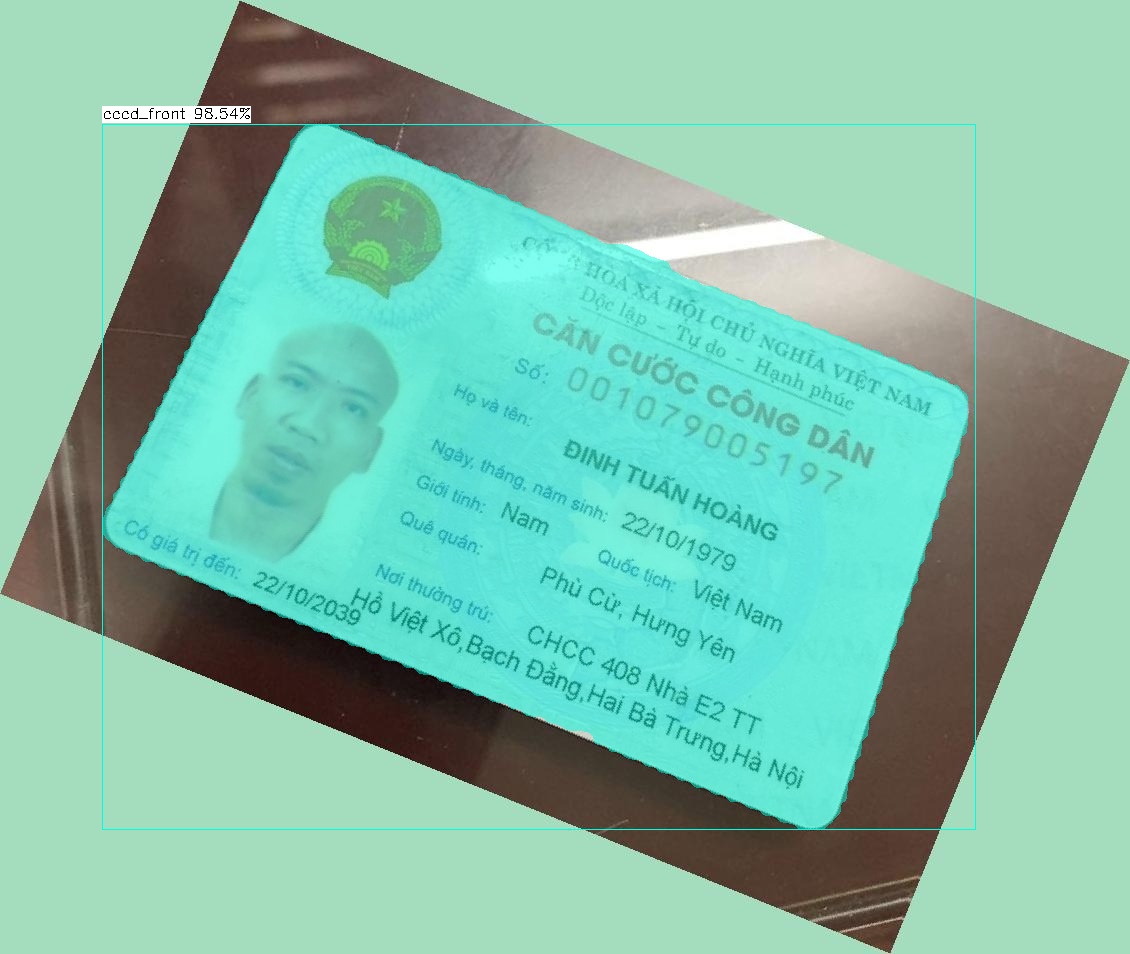 cccd_front 98.54%
HOÀ XÃ HỘI CHỦ NGHĨA VIỆT NAM
Độc lập - Tự do - Hạnh phúc
CĂN CƯỚC CÔNG DÂN
Số: 001079005197
Họ và tên:
ĐINH TUẤN HOÀNG
Ngày, tháng, năm sinh: 22/10/1979
Giới tính: Nam Quốc tịch: Việt Nam
Quê quán:
Phù Cừ, Hưng Yên
Nơi thường trú: CHCC 408 Nhà E2 TT
Hồ Việt Xô,Bạch Đằng,Hai Bà Trưng,Hà Nội
Có giá trị đến: 22/10/2039